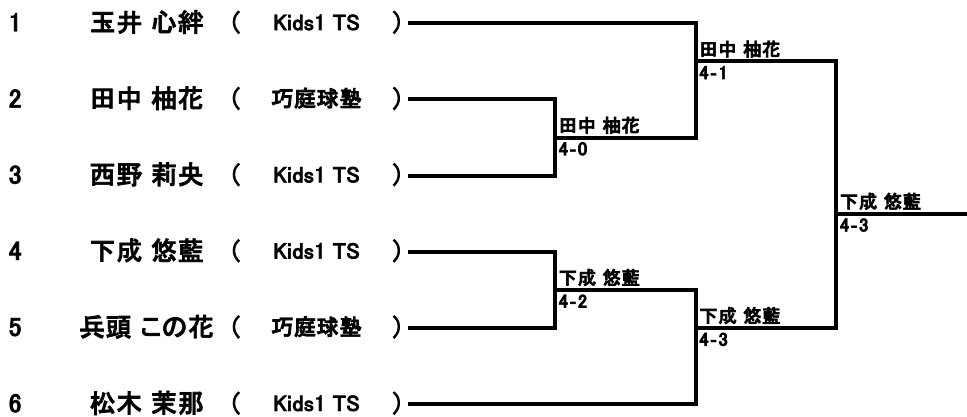 1 玉井 心絆 ( Kids1 TS )
田中 柚花
4-1
2 田中 柚花 ( 巧庭球塾 )
田中 柚花
4-0
3 西野 莉央 ( Kids1 TS )
下成 悠藍
4-3
4 下成 悠藍 ( Kids1 TS )
下成 悠藍
4-2
5 兵頭 この花 ( 巧庭球塾 )
下成 悠藍
4-3
6 松木 茉那 ( Kids1 TS )